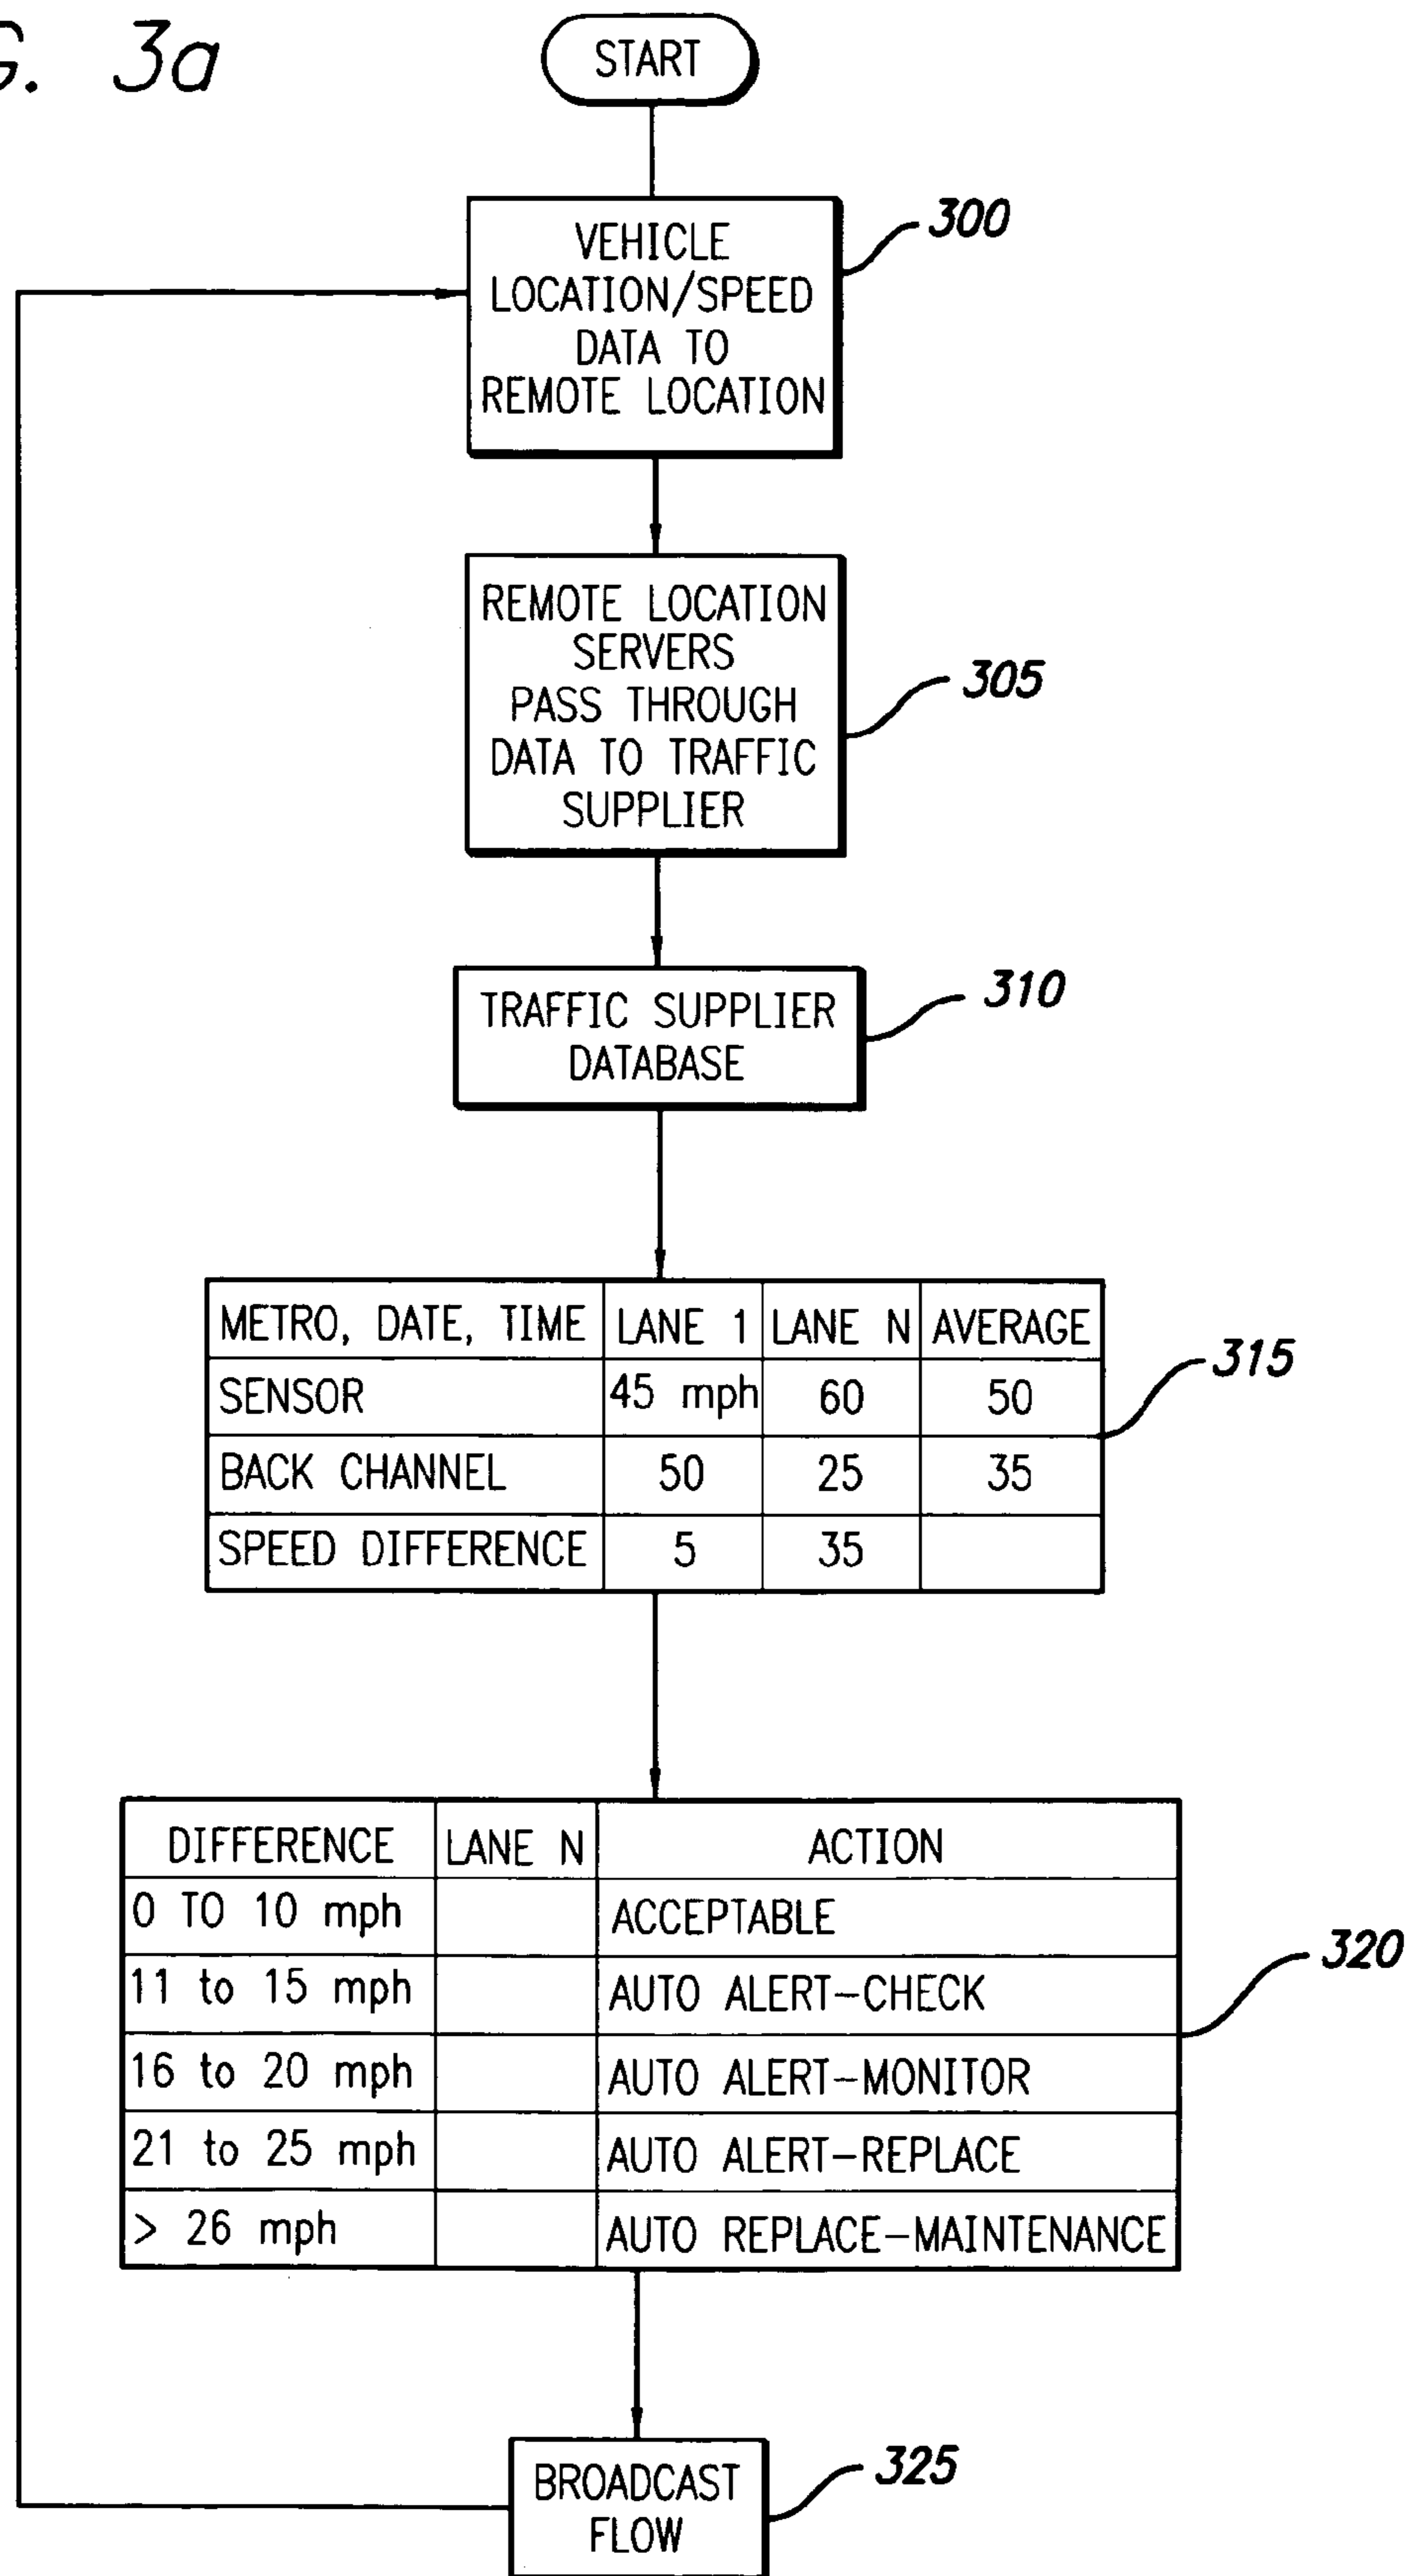 G. 3a
START
VEHICLE
LOCATION/SPEED
DATA TO
REMOTE LOCATION
300
REMOTE LOCATION
SERVERS
PASS THROUGH
DATA TO TRAFFIC
SUPPLIER
305
TRAFFIC SUPPLIER
DATABASE
310
METRO, DATE, TIME LANE 1 LANE N AVERAGE
SENSOR 45 mph 60 50
BACK CHANNEL 50 25 35
SPEED DIFFERENCE 5 35
315
DIFFERENCE LANE N ACTION
0 TO 10 mph ACCEPTABLE
11 to 15 mph AUTO ALERT-CHECK
16 to 20 mph AUTO ALERT-MONITOR
21 to 25 mph AUTO ALERT-REPLACE
> 26 mph AUTO REPLACE-MAINTENANCE
320
BROADCAST
FLOW
325